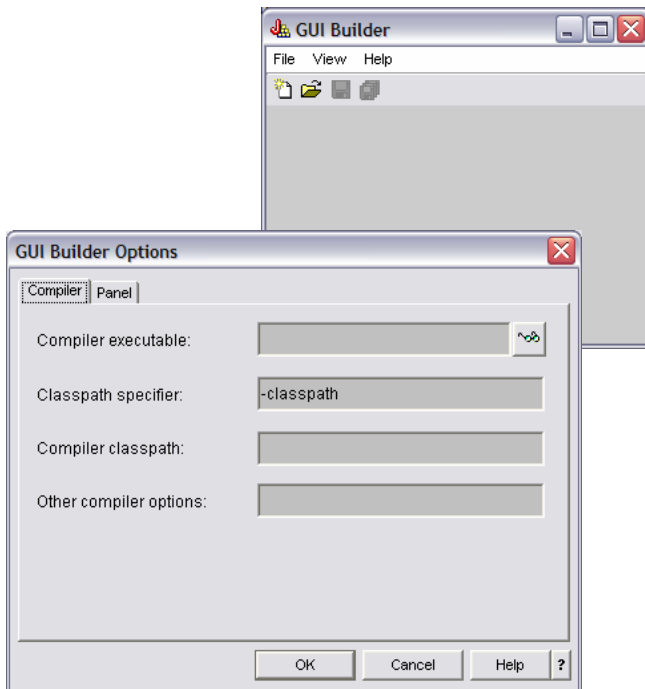 GUI Builder
File View Help
GUI Builder Options
Compiler Panel
Compiler executable:
Classpath specifier: -classpath
Compiler classpath:
Other compiler options:
OK Cancel Help ?